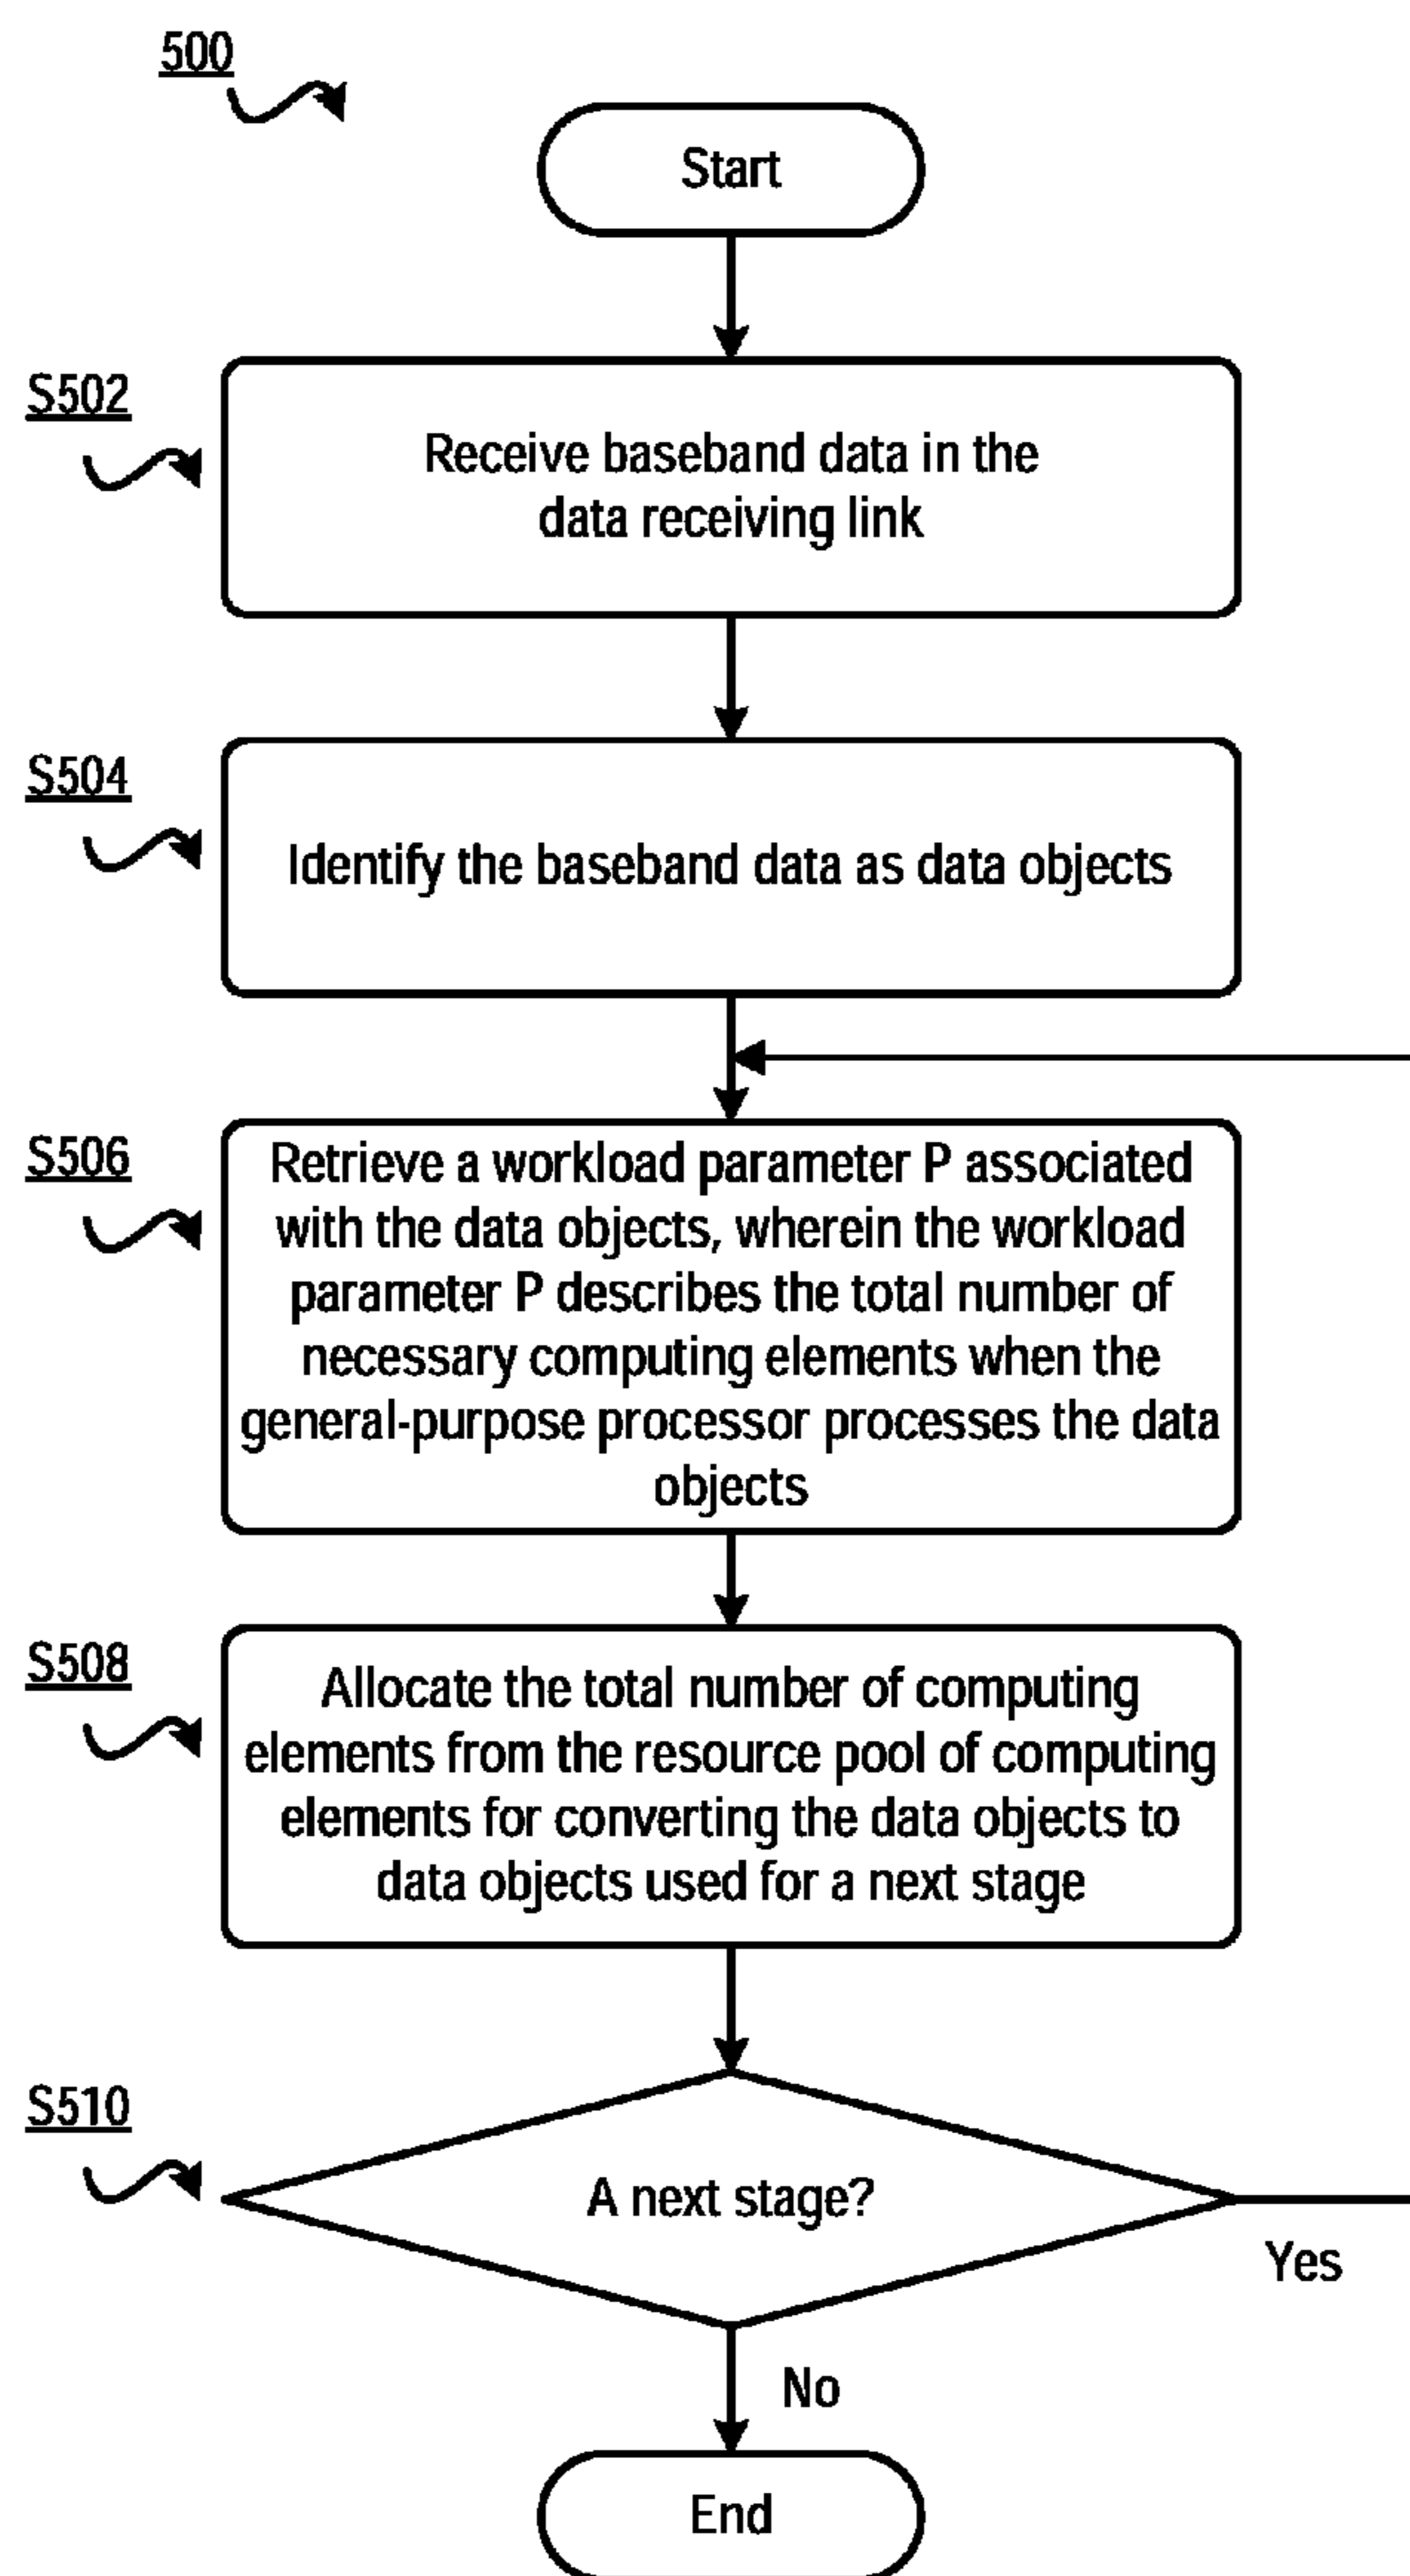 500
Start
S502
Receive baseband data in the
data receiving link
S504
Identify the baseband data as data objects
S506
Retrieve a workload parameter P associated
with the data objects, wherein the workload
parameter P describes the total number of
necessary computing elements when the
general-purpose processor processes the data
objects
S508
Allocate the total number of computing
elements from the resource pool of computing
elements for converting the data objects to
data objects used for a next stage
S510
A next stage?
Yes
No
End